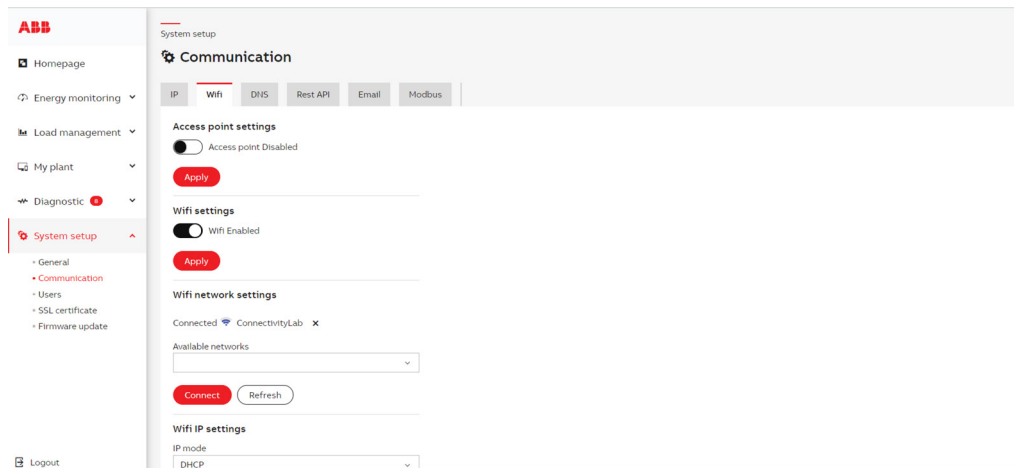 ABB
Homepage
Energy monitoring
Load management
My plant
Diagnostic 8
System setup
General
Communication
Users
SSL certificate
Firmware update
Logout
System setup
Communication
IP Wifi DNS Rest API Email Modbus
Access point settings
Access point Disabled
Apply
Wifi settings
Wifi Enabled
Apply
Wifi network settings
Connected ConnectivityLab x
Available networks
Connect Refresh
Wifi IP settings
IP mode
DHCP